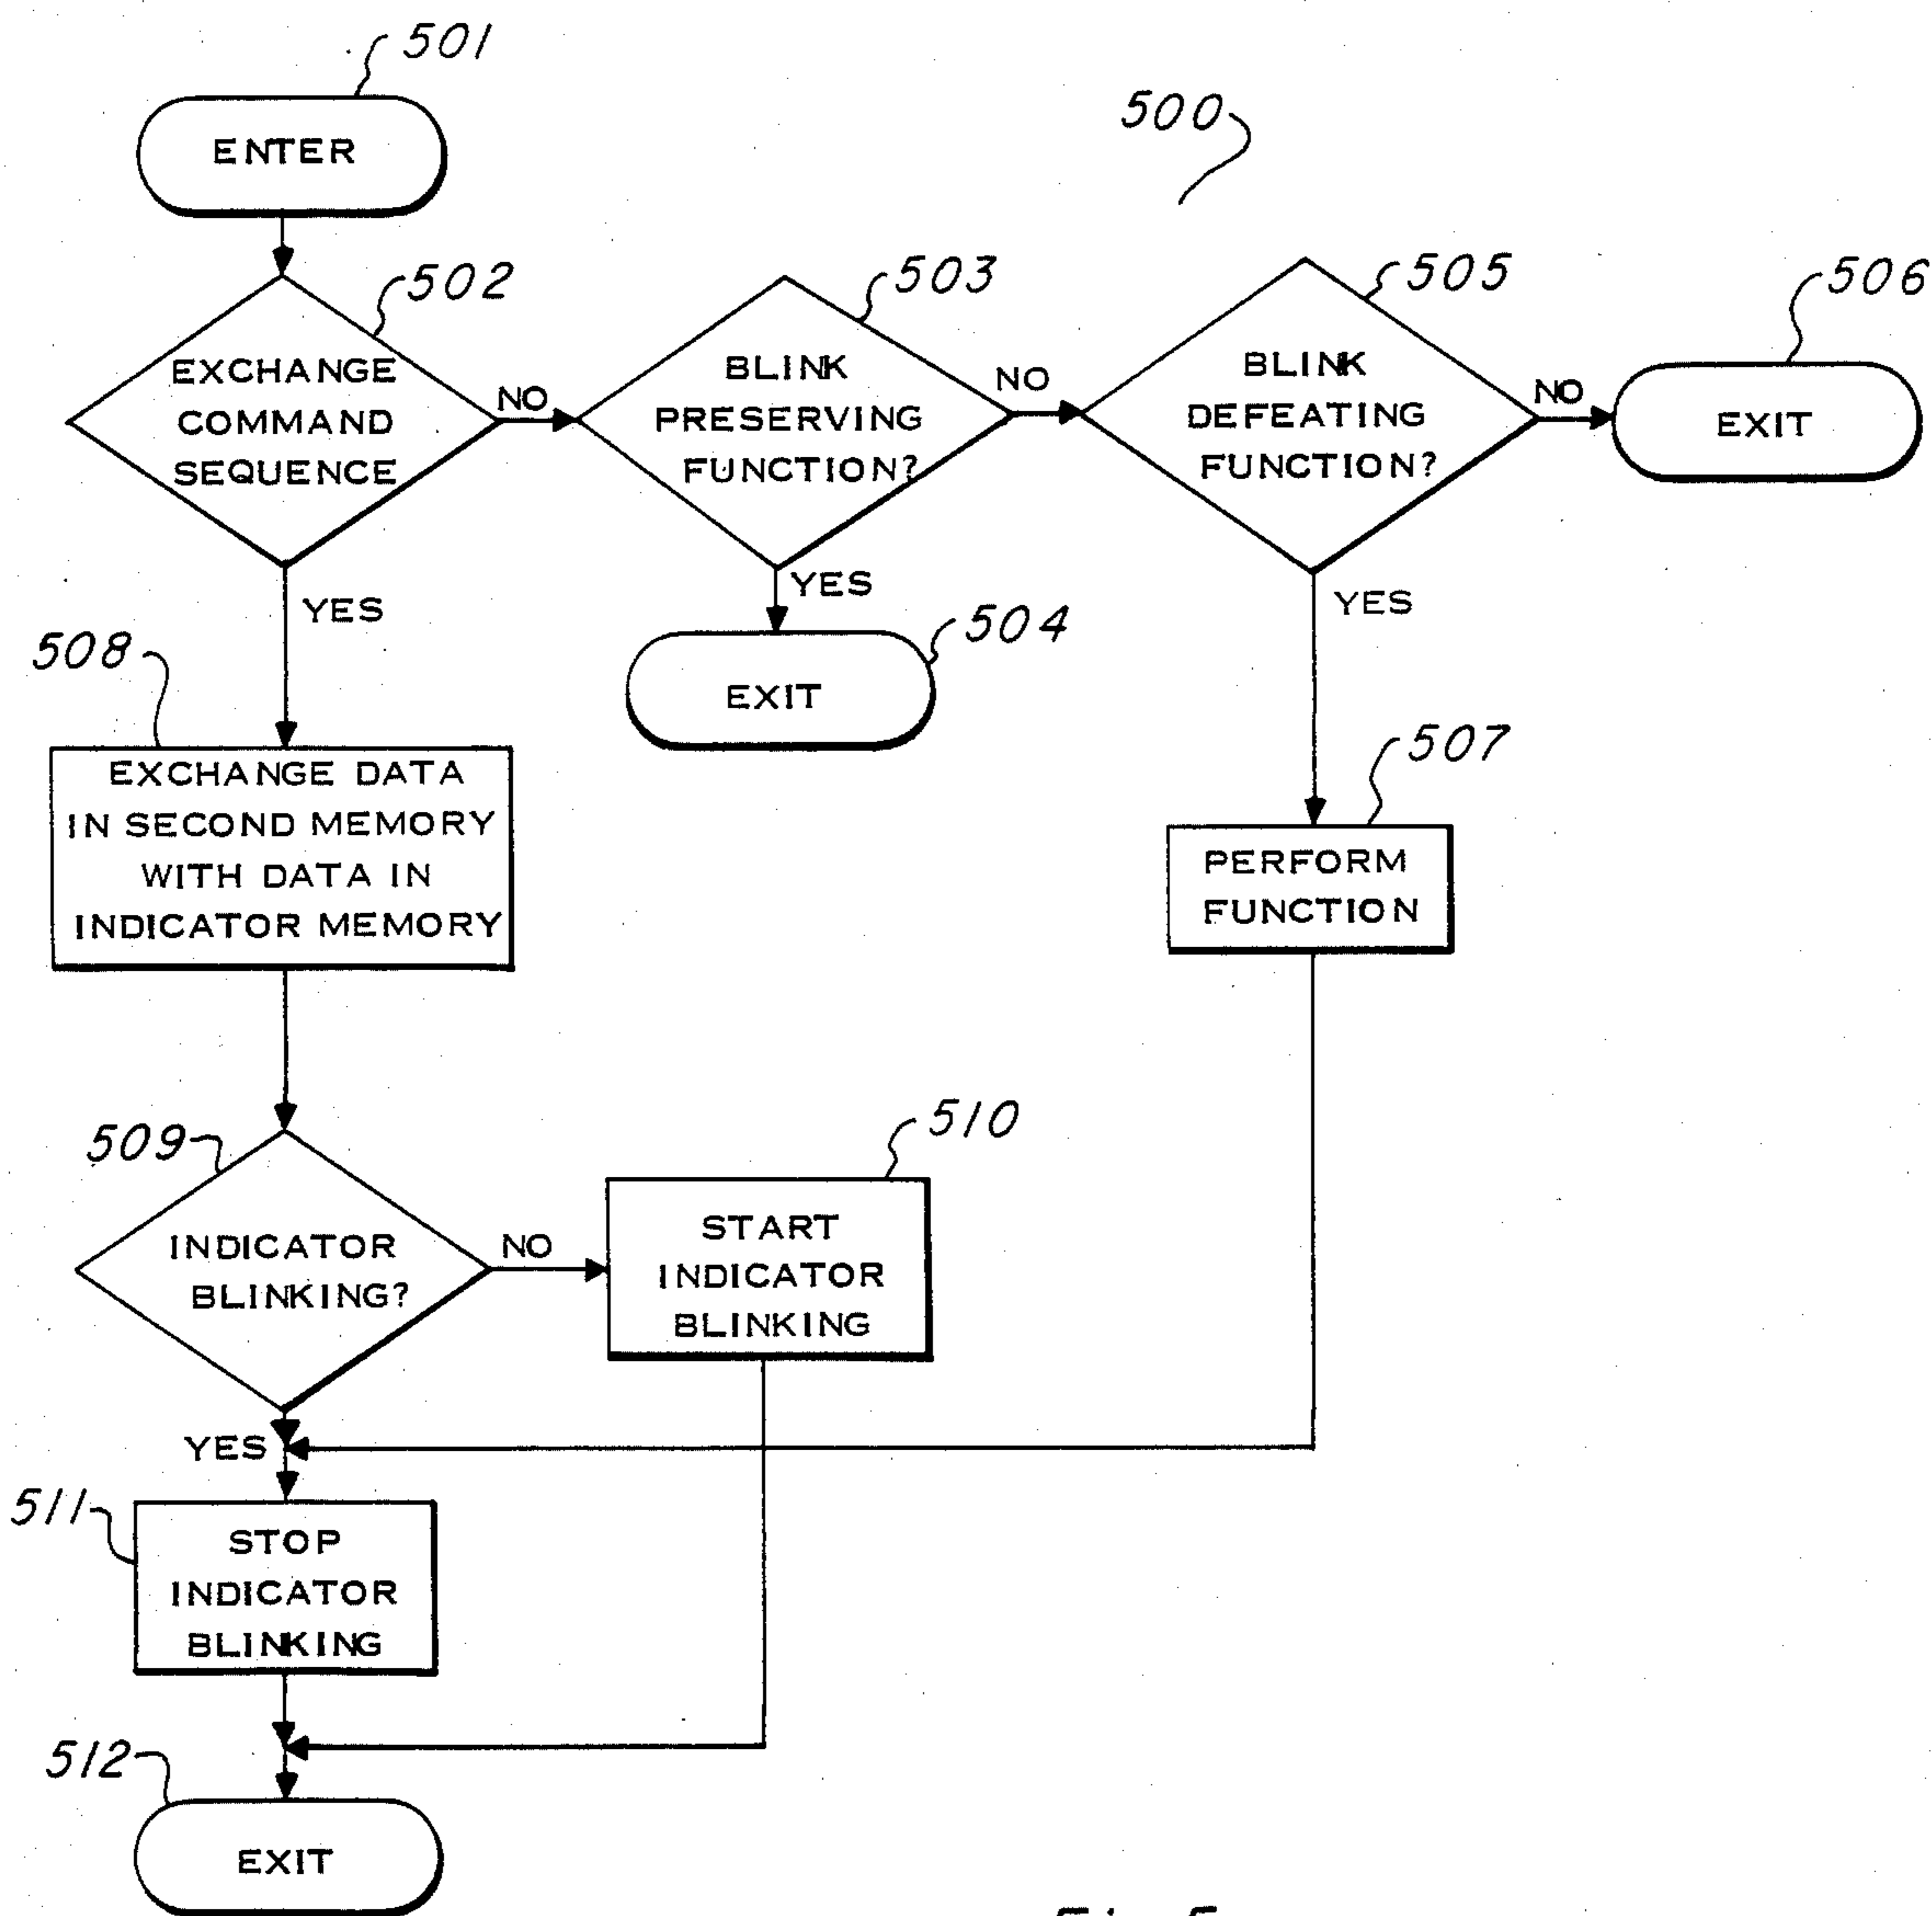 501
500
ENTER
502
503
505
506
EXCHANGE
COMMAND
SEQUENCE
NO
BLINK
PRESERVING
FUNCTION?
NO
BLINK
DEFEATING
FUNCTION?
NO
EXIT
YES
YES
YES
508
504
EXIT
507
EXCHANGE DATA
IN SECOND MEMORY
WITH DATA IN
INDICATOR MEMORY
PERFORM
FUNCTION
509
510
INDICATOR
BLINKING?
NO
START
INDICATOR
BLINKING
YES
511
STOP
INDICATOR
BLINKING
512
EXIT